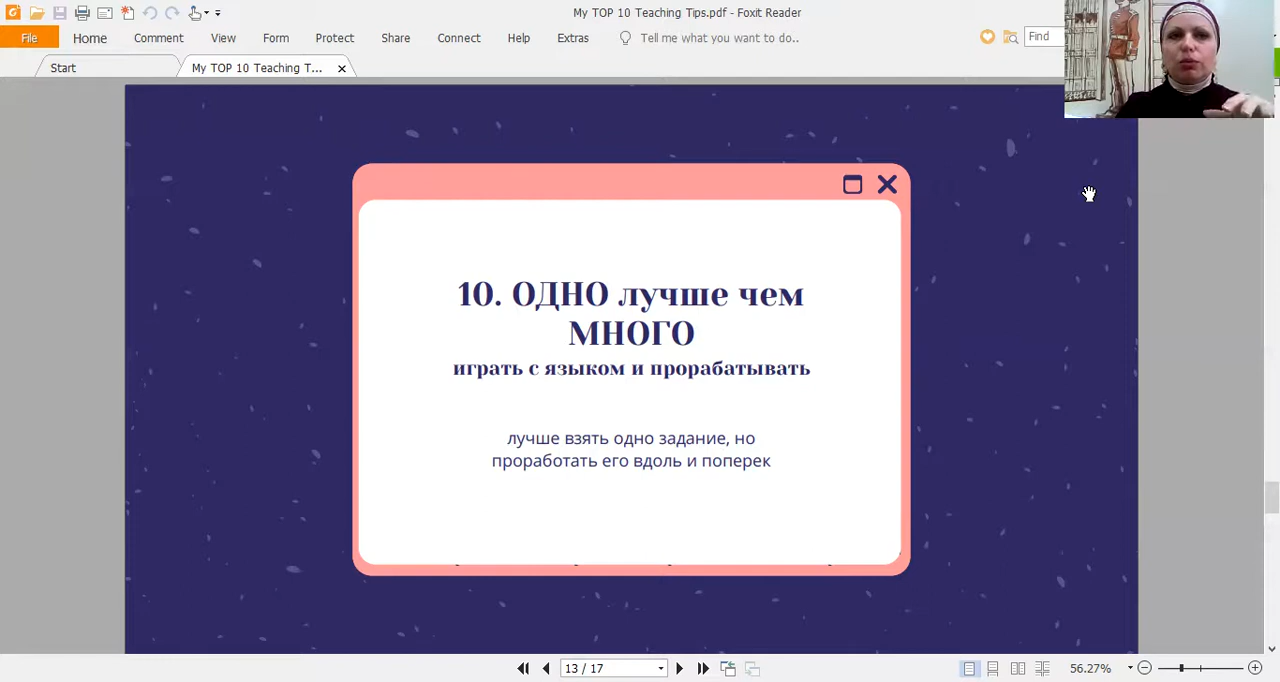 My TOP 10 Teaching Tips.pdf - Foxit Reader
File Home Comment View Form Protect Share Connect Help Extras Tell me what you want to do.. Find
Start My TOP 10 Teaching T...
10. ОДНО лучше чем
МНОГО
играть с языком и прорабатывать
лучше взять одно задание, но
проработать его вдоль и поперек
13 / 17 56.27%